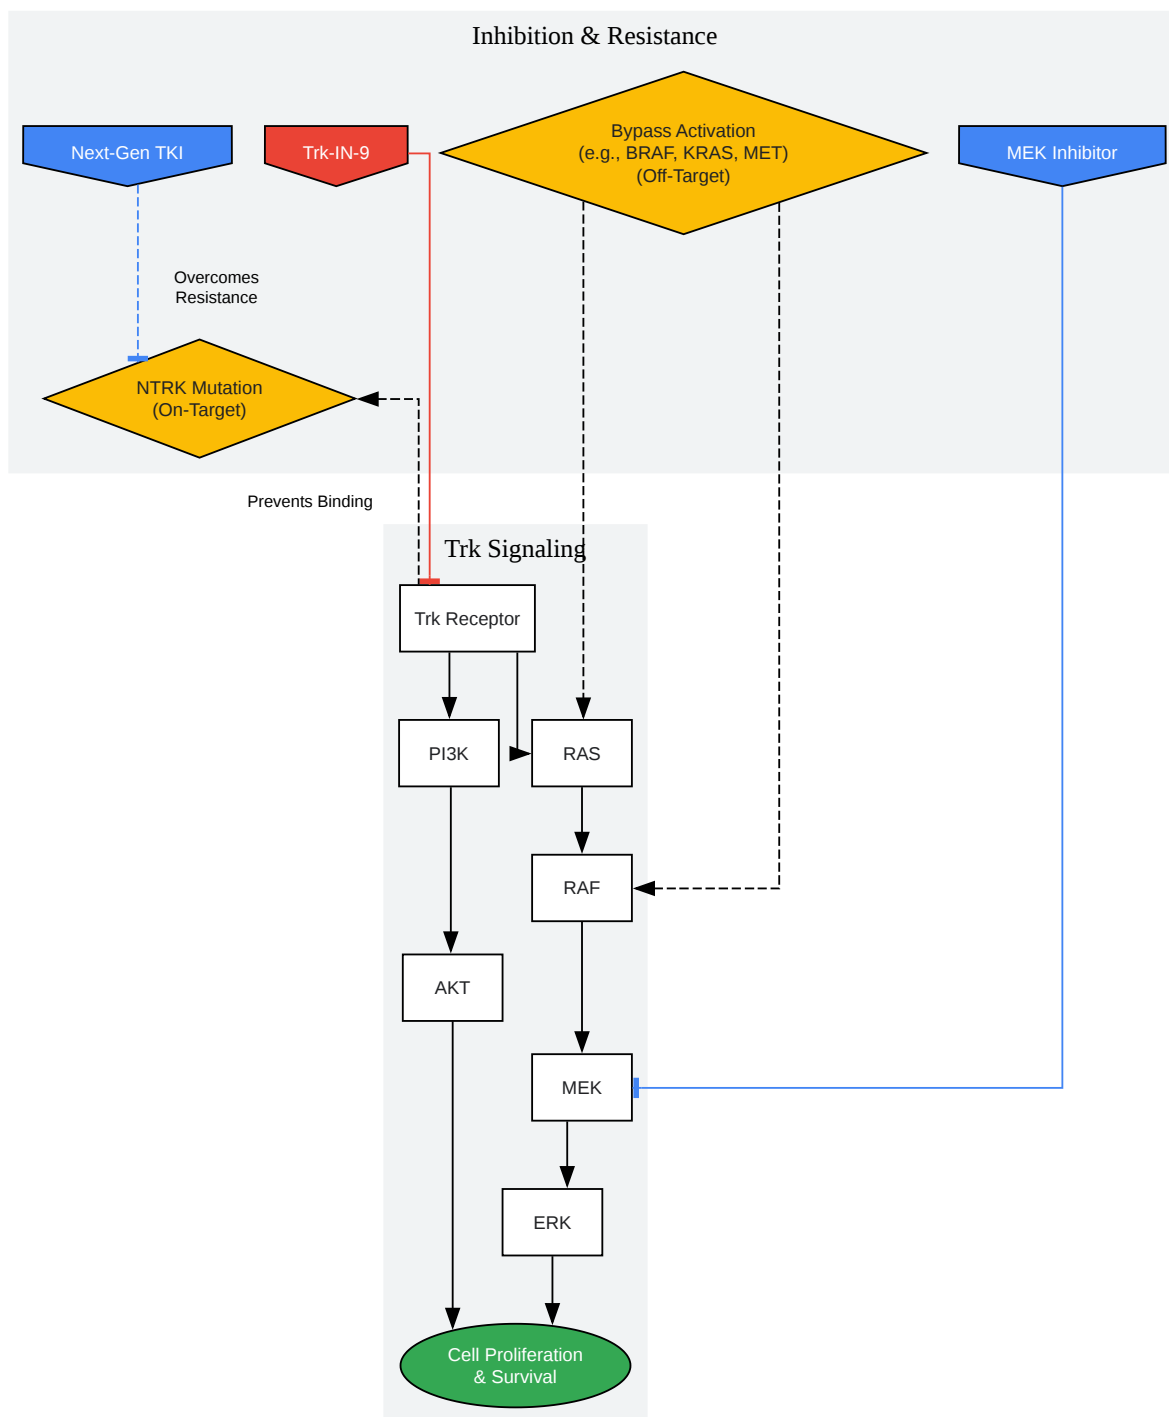 Inhibition & Resistance
Next-Gen TKI
Trk-IN-9
Bypass Activation
(e.g., BRAF, KRAS, MET)
(Off-Target)
MEK Inhibitor
Overcomes
Resistance
NTRK Mutation
(On-Target)
Prevents Binding
Trk Signaling
Trk Receptor
PI3K
RAS
RAF
AKT
MEK
ERK
Cell Proliferation
& Survival